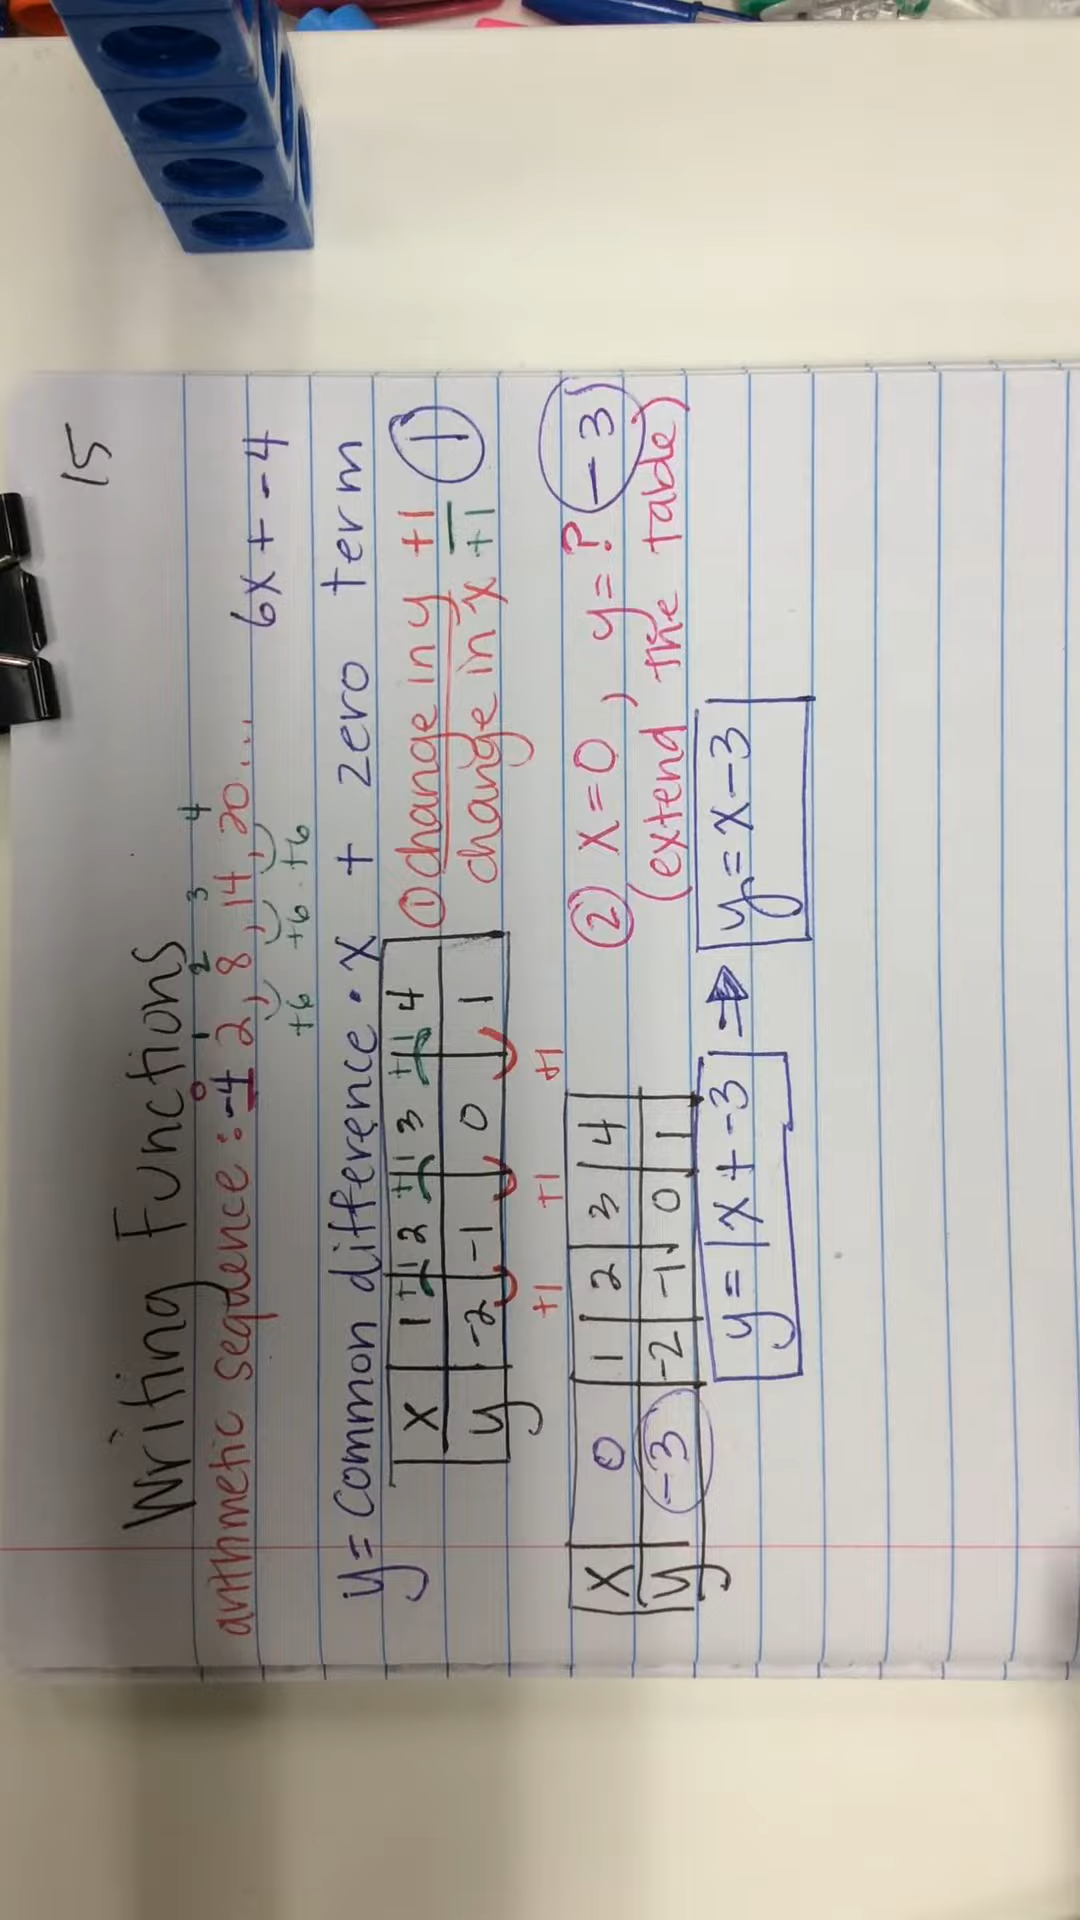 15
Writing Functions
0 1 2 3 4
arithmetic sequence: -4 2, 8, 14, 20...
+6 +6 +6
6x + -4
y = common difference · x + zero term
x 1 2 3 4
+1 +1 +1
y -2 -1 0 1
+1 +1 +1
① change in y +1
change in x +1
1
② x=0, y=? -3
(extend the table)
x 0 1 2 3 4
y -3 -2 -1 0 1
y = 1x + -3 ⇒ y = x - 3